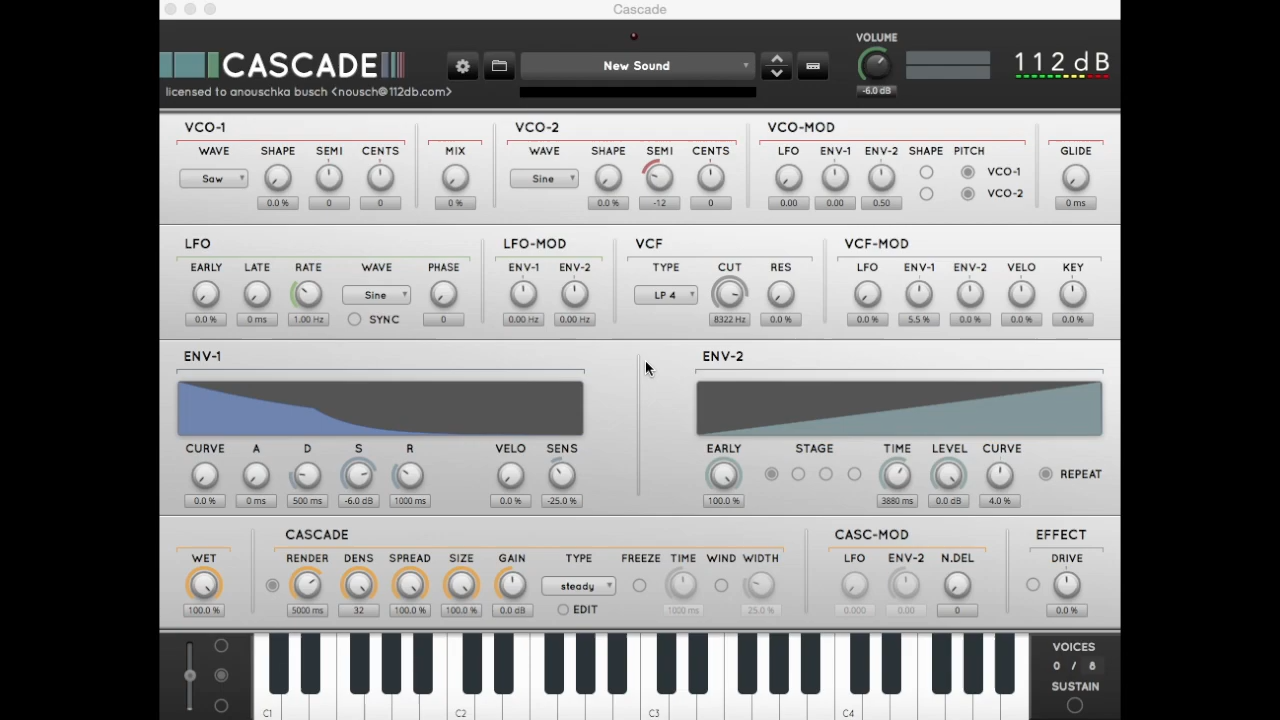 Cascade
VOLUME
CASCADE
New Sound
112dB
licensed to anouschka busch <nousch@112db.com>
-6.0 dB
VCO-1
VCO-2
VCO-MOD
WAVE SHAPE SEMI CENTS MIX WAVE SHAPE SEMI CENTS LFO ENV-1 ENV-2 SHAPE PITCH GLIDE
Saw Sine VCO-1
VCO-2
0.0 % 0 0 0 % 0.0 % -12 0 0.00 0.00 0.50 0 ms
LFO LFO-MOD VCF VCF-MOD
EARLY LATE RATE WAVE PHASE ENV-1 ENV-2 TYPE CUT RES LFO ENV-1 ENV-2 VELO KEY
Sine LP 4
0.0 % 0 ms 1.00 Hz SYNC 0 0.00 Hz 0.00 Hz 8322 Hz 0.0 % 0.0 % 5.5 % 0.0 % 0.0 % 0.0 %
ENV-1 ENV-2
CURVE A D S R VELO SENS EARLY STAGE TIME LEVEL CURVE
REPEAT
0.0 % 0 ms 500 ms -6.0 dB 1000 ms 0.0 % -25.0 % 100.0 % 3880 ms 0.0 dB 4.0 %
CASCADE CASC-MOD EFFECT
WET RENDER DENS SPREAD SIZE GAIN TYPE FREEZE TIME WIND WIDTH LFO ENV-2 N.DEL DRIVE
steady
100.0 % 5000 ms 32 100.0 % 100.0 % 0.0 dB EDIT 1000 ms 25.0 % 0.000 0.00 0 0.0 %
VOICES
0 / 8
SUSTAIN
C1 C2 C3 C4